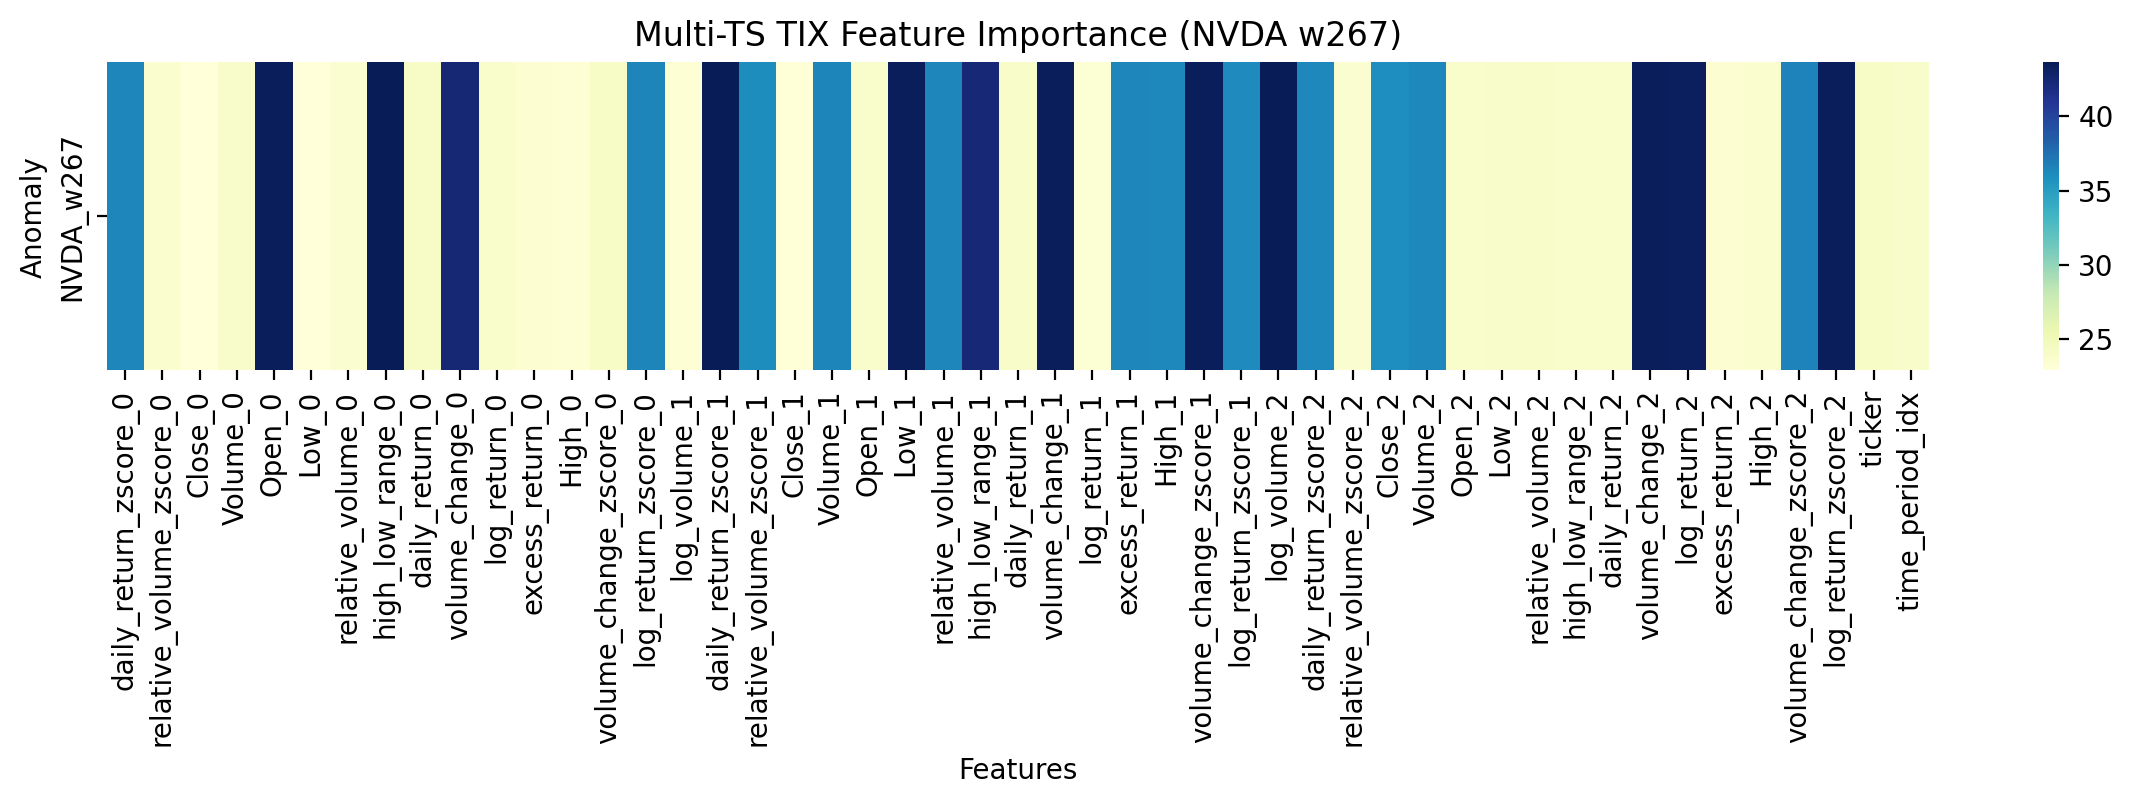 Multi-TS TIX Feature Importance (NVDA w267)
Anomaly
NVDA_w267
40
35
30
25
daily_return_zscore_0
relative_volume_zscore_0
Close_0
Volume_0
Open_0
Low_0
relative_volume_0
high_low_range_0
daily_return_0
volume_change_0
log_return_0
excess_return_0
High_0
volume_change_zscore_0
log_return_zscore_0
log_volume_1
daily_return_zscore_1
relative_volume_zscore_1
Close_1
Volume_1
Open_1
Low_1
relative_volume_1
high_low_range_1
daily_return_1
volume_change_1
log_return_1
excess_return_1
High_1
volume_change_zscore_1
log_return_zscore_1
log_volume_2
daily_return_zscore_2
relative_volume_zscore_2
Close_2
Volume_2
Open_2
Low_2
relative_volume_2
high_low_range_2
daily_return_2
volume_change_2
log_return_2
excess_return_2
High_2
volume_change_zscore_2
log_return_zscore_2
ticker
time_period_idx
Features